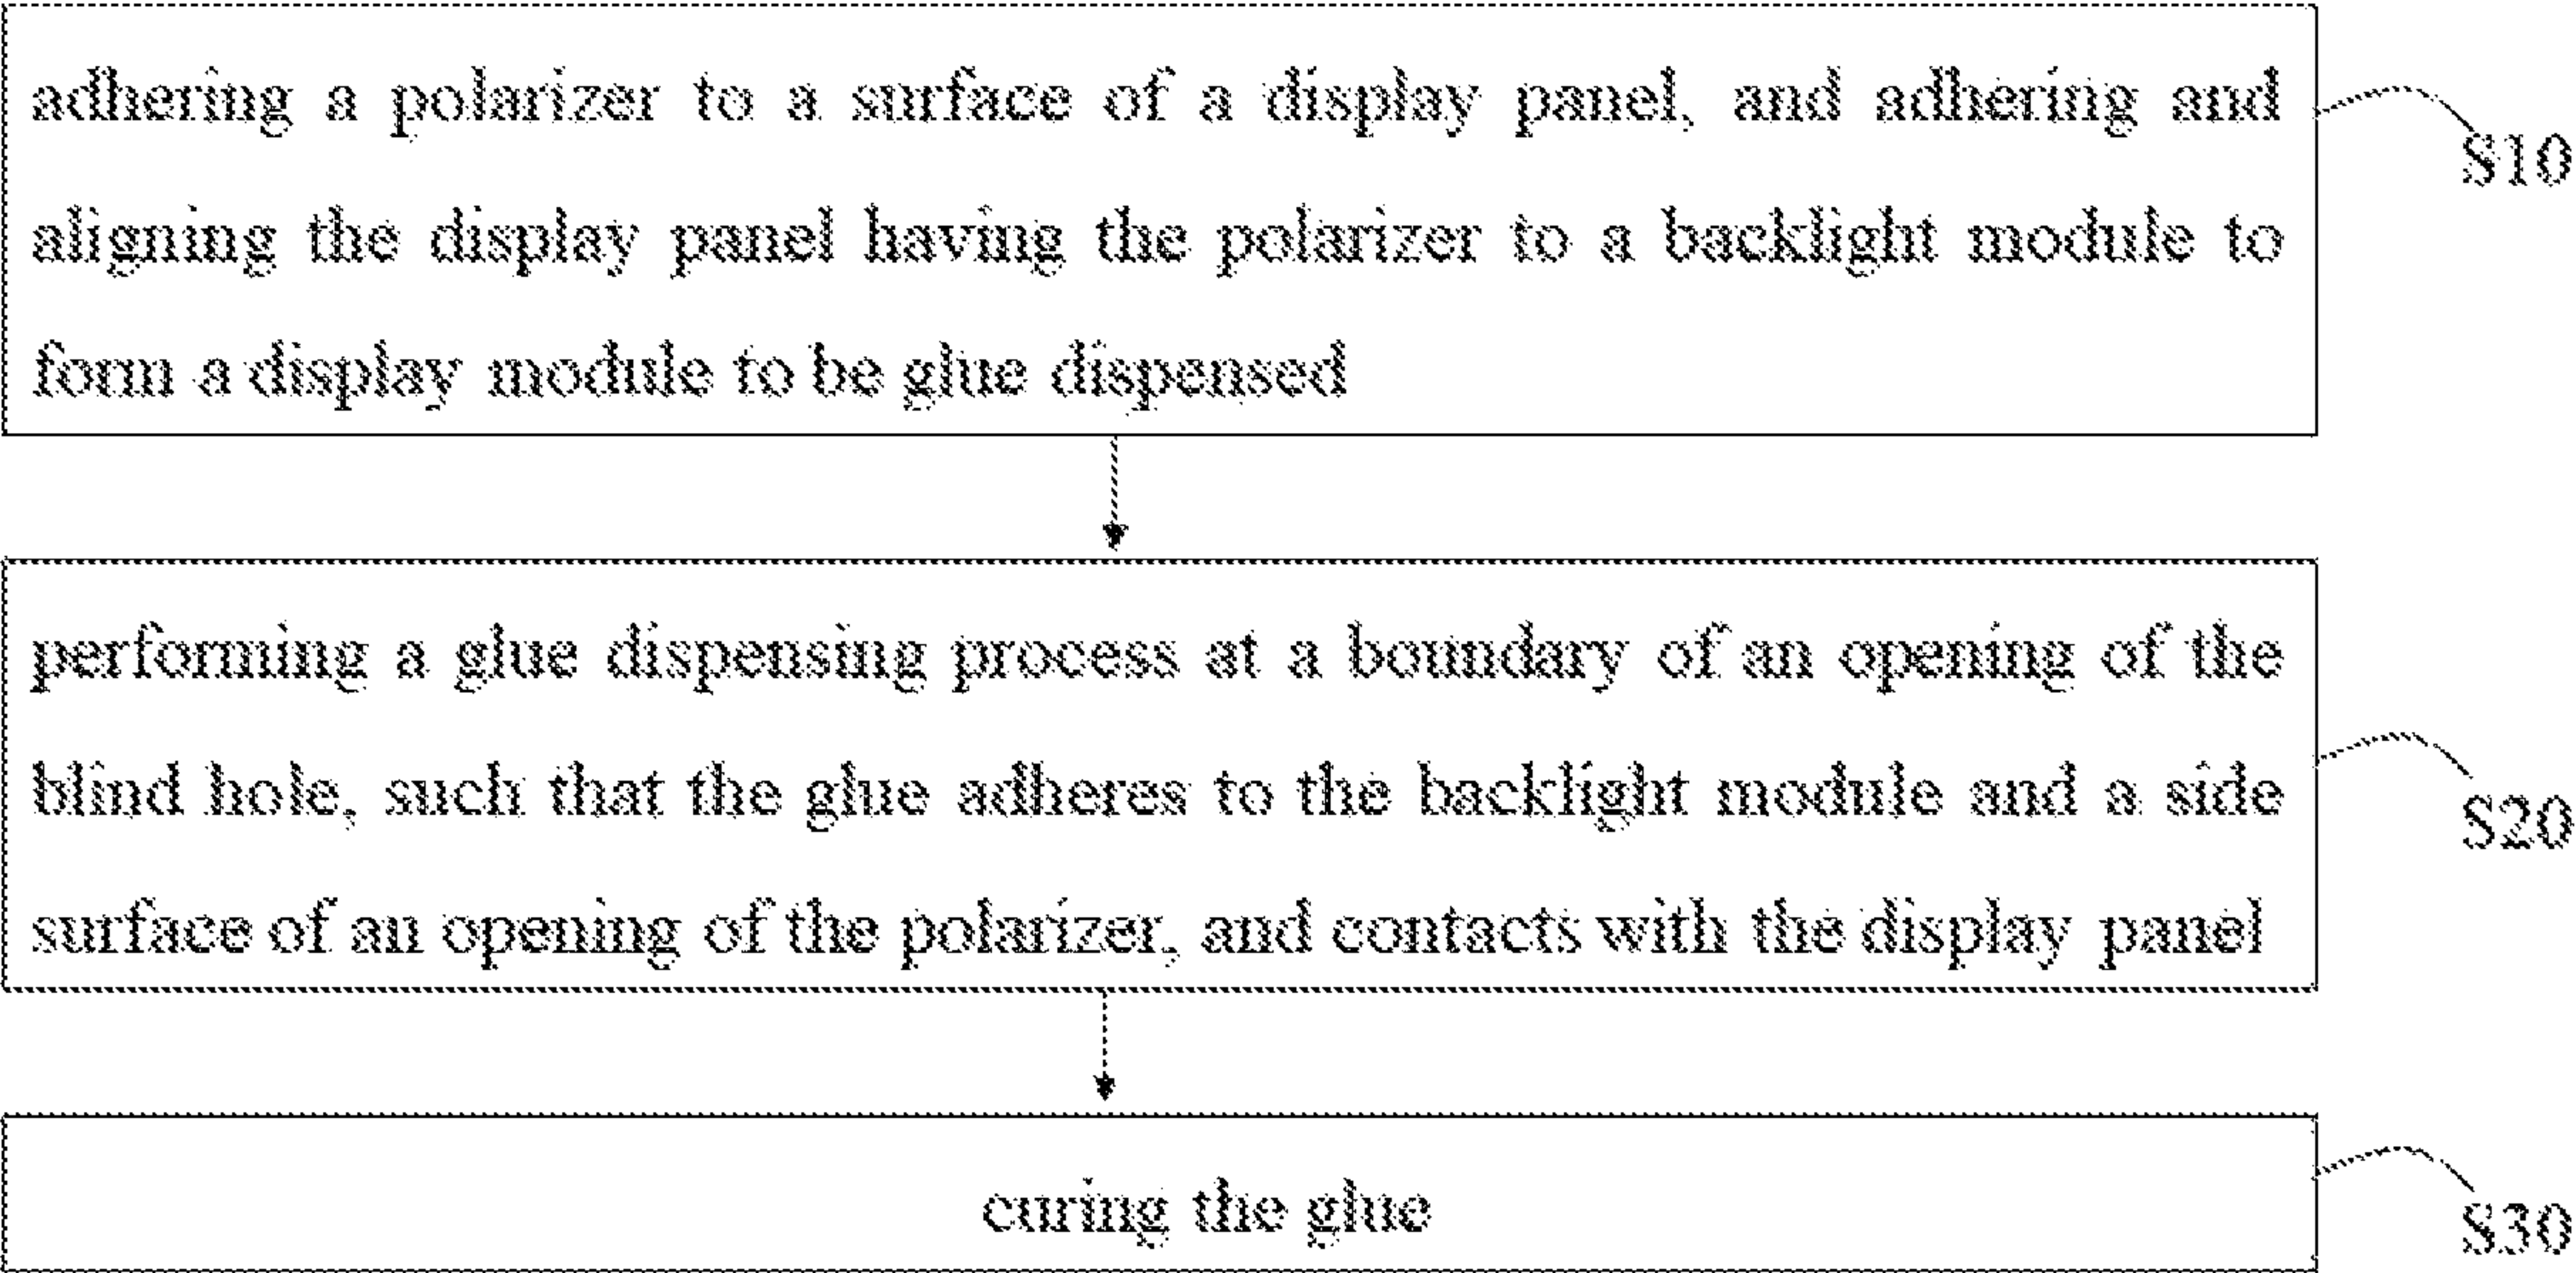 adhering a polarizer to a surface of a display panel, and adhering and
aligning the display panel having the polarizer to a backlight module to
form a display module to be glue dispensed
S10
performing a glue dispensing process at a boundary of an opening of the
blind hole, such that the glue adheres to the backlight module and a side
surface of an opening of the polarizer, and contacts with the display panel
S20
curing the glue
S30